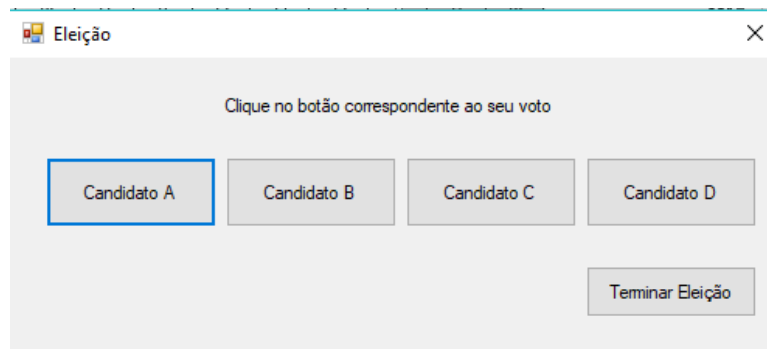 Eleição
Clique no botão correspondente ao seu voto
Candidato A
Candidato B
Candidato C
Candidato D
Terminar Eleição